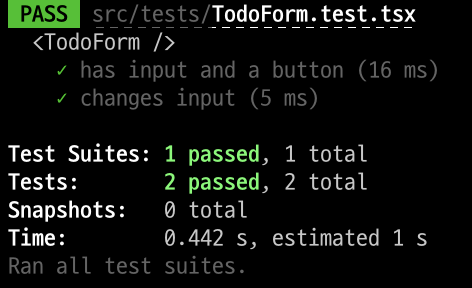 PASS src/tests/TodoForm.test.tsx
<TodoForm />
✓ has input and a button (16 ms)
✓ changes input (5 ms)
Test Suites: 1 passed, 1 total
Tests: 2 passed, 2 total
Snapshots: 0 total
Time: 0.442 s, estimated 1 s
Ran all test suites.